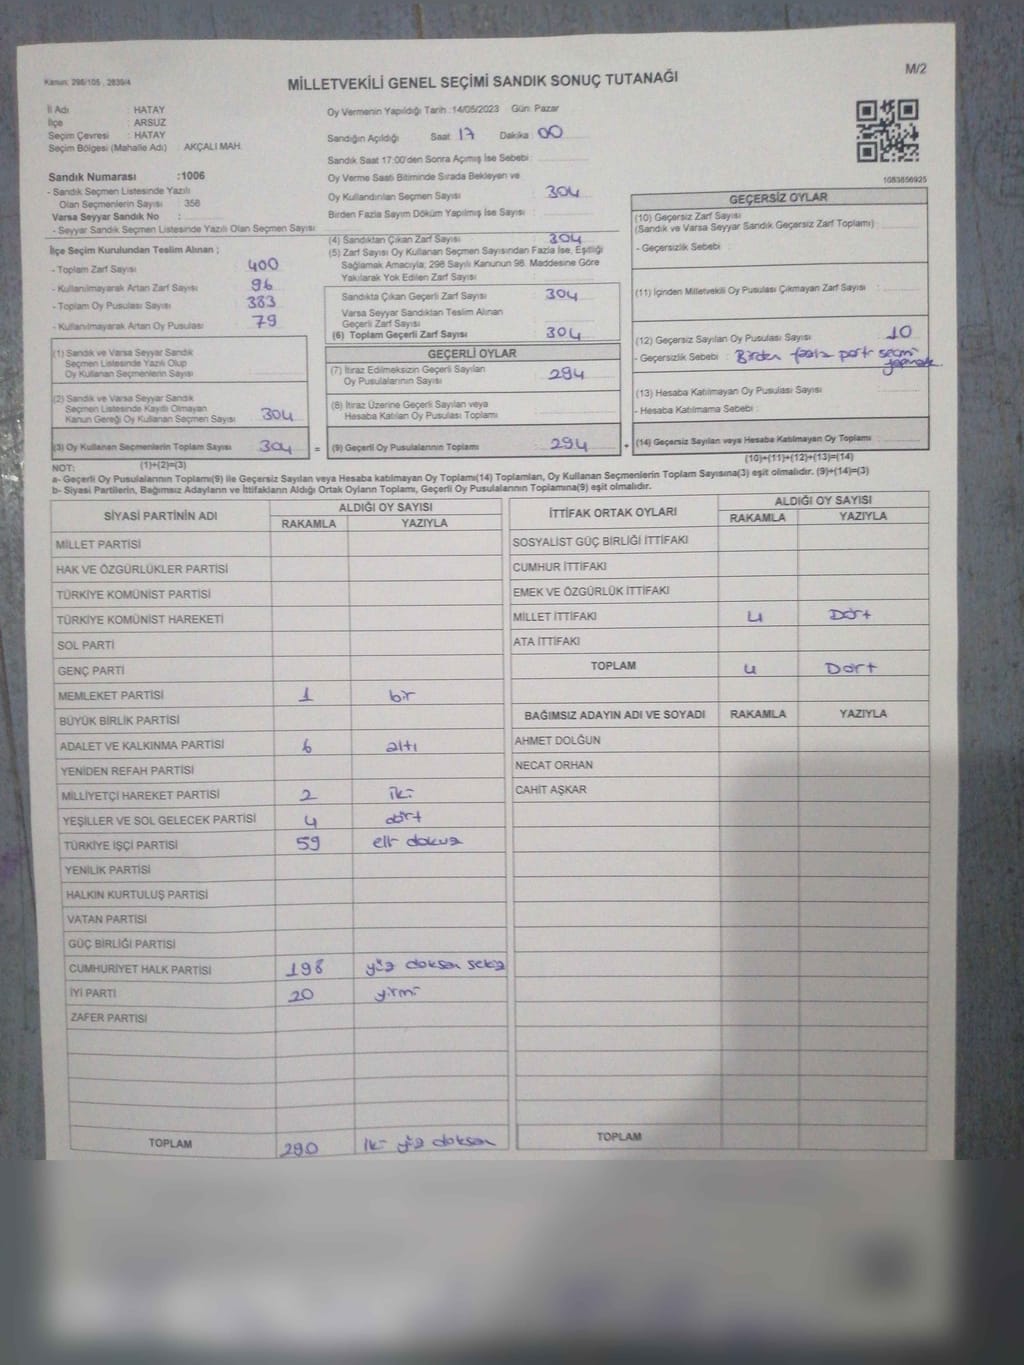 Kanun: 298/105 , 2839/4
MİLLETVEKİLİ GENEL SEÇİMİ SANDIK SONUÇ TUTANAĞI
M/2
İl Adı : HATAY
İlçe : ARSUZ
Seçim Çevresi : HATAY
Seçim Bölgesi (Mahalle Adı) : AKÇALI MAH.
Oy Vermenin Yapıldığı Tarih :14/05/2023 Gün: Pazar
Sandığın Açıldığı Saat 17 Dakika 00
Sandık Saat 17:00'den Sonra Açımış İse Sebebi :
Sandık Numarası :1006
- Sandık Seçmen Listesinde Yazılı
Olan Seçmenlerin Sayısı : 358
Varsa Seyyar Sandık No :
- Seyyar Sandık Seçmen Listesinde Yazılı Olan Seçmen Sayısı
Oy Verme Saati Bitiminde Sırada Bekleyen ve
Oy Kullandırılan Seçmen Sayısı : 304
Birden Fazla Sayım Döküm Yapılmış İse Sayısı :
1083856925
İlçe Seçim Kurulundan Teslim Alınan ;
- Toplam Zarf Sayısı 400
- Kullanılmayarak Artan Zarf Sayısı 96
- Toplam Oy Pusulası Sayısı 383
- Kullanılmayarak Artan Oy Pusulası 79
(4) Sandıktan Çıkan Zarf Sayısı : 304
(5) Zarf Sayısı Oy Kullanan Seçmen Sayısından Fazla İse, Eşitliği
Sağlamak Amacıyla; 298 Sayılı Kanunun 98. Maddesine Göre
Yakılarak Yok Edilen Zarf Sayısı
Sandıkta Çıkan Geçerli Zarf Sayısı : 304
Varsa Seyyar Sandıktan Teslim Alınan
Geçerli Zarf Sayısı
(6) Toplam Geçerli Zarf Sayısı : 304
GEÇERSİZ OYLAR
(10) Geçersiz Zarf Sayısı
(Sandık ve Varsa Seyyar Sandık Geçersiz Zarf Toplamı)
- Geçersizlik Sebebi :
(11) İçinden Milletvekili Oy Pusulası Çıkmayan Zarf Sayısı :
(12) Geçersiz Sayılan Oy Pusulası Sayısı : 10
- Geçersizlik Sebebi : Birden fazla parti seçimi yapmak.
(13) Hesaba Katılmayan Oy Pusulası Sayısı
- Hesaba Katılmama Sebebi :
(14) Geçersiz Sayılan veya Hesaba Katılmayan Oy Toplamı :
(10)+(11)+(12)+(13)=(14)
(1) Sandık ve Varsa Seyyar Sandık
Seçmen Listesinde Yazılı Olup
Oy Kullanan Seçmenlerin Sayısı
(2) Sandık ve Varsa Seyyar Sandık
Seçmen Listesinde Kayıtlı Olmayan
Kanun Gereği Oy Kullanan Seçmen Sayısı 304
(3) Oy Kullanan Seçmenlerin Toplam Sayısı 304 =
GEÇERLİ OYLAR
(7) İtiraz Edilmeksizin Geçerli Sayılan
Oy Pusulalarının Sayısı : 294
(8) İtiraz Üzerine Geçerli Sayılan veya
Hesaba Katılan Oy Pusulası Toplamı
(9) Geçerli Oy Pusulalarının Toplamı : 294 +
NOT: (1)+(2)=(3)
a- Geçerli Oy Pusulalarının Toplamı(9) ile Geçersiz Sayılan veya Hesaba katılmayan Oy Toplamı(14) Toplamları, Oy Kullanan Seçmenlerin Toplam Sayısına(3) eşit olmalıdır. (9)+(14)=(3)
b- Siyasi Partilerin, Bağımsız Adayların ve İttifakların Aldığı Ortak Oyların Toplamı, Geçerli Oy Pusulalarının Toplamına(9) eşit olmalıdır.
SİYASİ PARTİNİN ADI ALDIĞI OY SAYISI
RAKAMLA YAZIYLA
MİLLET PARTİSİ
HAK VE ÖZGÜRLÜKLER PARTİSİ
TÜRKİYE KOMÜNİST PARTİSİ
TÜRKİYE KOMÜNİST HAREKETİ
SOL PARTİ
GENÇ PARTİ
MEMLEKET PARTİSİ 1 bir
BÜYÜK BİRLİK PARTİSİ
ADALET VE KALKINMA PARTİSİ 6 altı
YENİDEN REFAH PARTİSİ
MİLLİYETÇİ HAREKET PARTİSİ 2 iki
YEŞİLLER VE SOL GELECEK PARTİSİ 4 dört
TÜRKİYE İŞÇİ PARTİSİ 59 elli dokuz
YENİLİK PARTİSİ
HALKIN KURTULUŞ PARTİSİ
VATAN PARTİSİ
GÜÇ BİRLİĞİ PARTİSİ
CUMHURİYET HALK PARTİSİ 198 yüz doksan sekiz
İYİ PARTİ 20 yirmi
ZAFER PARTİSİ
TOPLAM 290 iki yüz doksan
İTTİFAK ORTAK OYLARI ALDIĞI OY SAYISI
RAKAMLA YAZIYLA
SOSYALİST GÜÇ BİRLİĞİ İTTİFAKI
CUMHUR İTTİFAKI
EMEK VE ÖZGÜRLÜK İTTİFAKI
MİLLET İTTİFAKI 4 Dört
ATA İTTİFAKI
TOPLAM 4 Dört
BAĞIMSIZ ADAYIN ADI VE SOYADI RAKAMLA YAZIYLA
AHMET DOLĞUN
NECAT ORHAN
CAHİT AŞKAR
TOPLAM